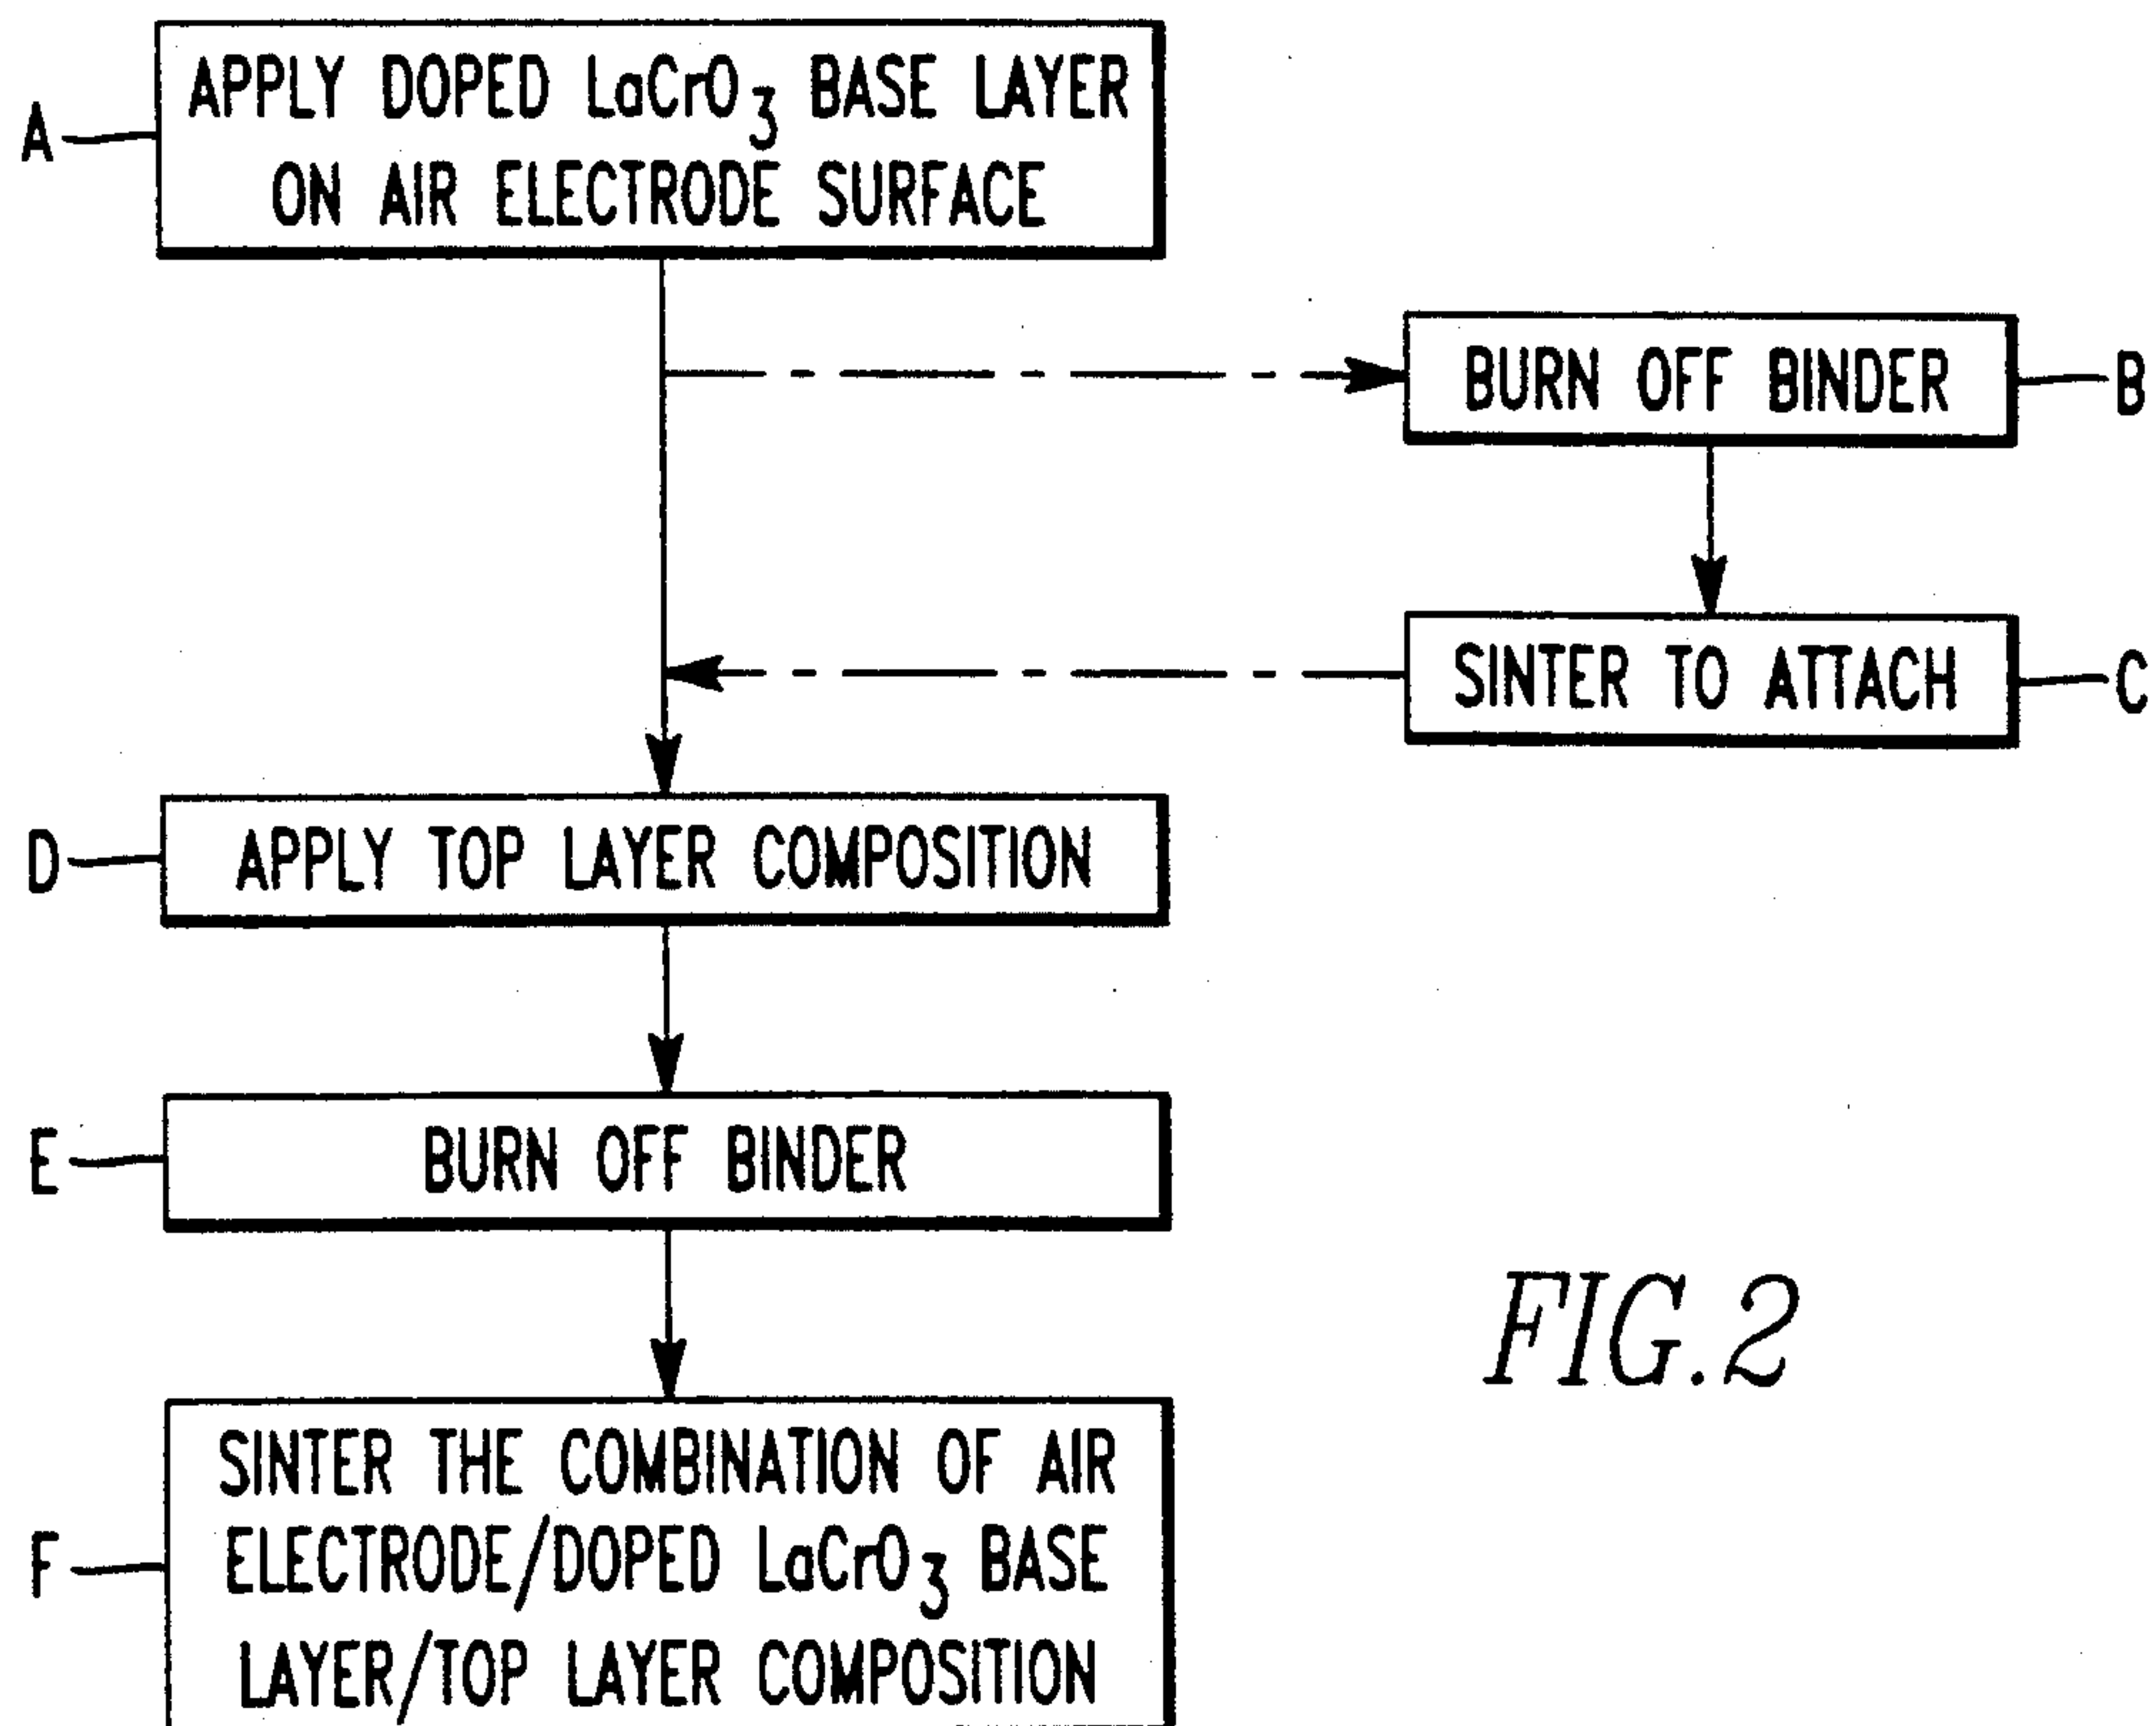 A
APPLY DOPED LaCrO3 BASE LAYER
ON AIR ELECTRODE SURFACE
BURN OFF BINDER
B
SINTER TO ATTACH
C
D
APPLY TOP LAYER COMPOSITION
E
BURN OFF BINDER
F
SINTER THE COMBINATION OF AIR
ELECTRODE/DOPED LaCrO3 BASE
LAYER/TOP LAYER COMPOSITION
FIG.2